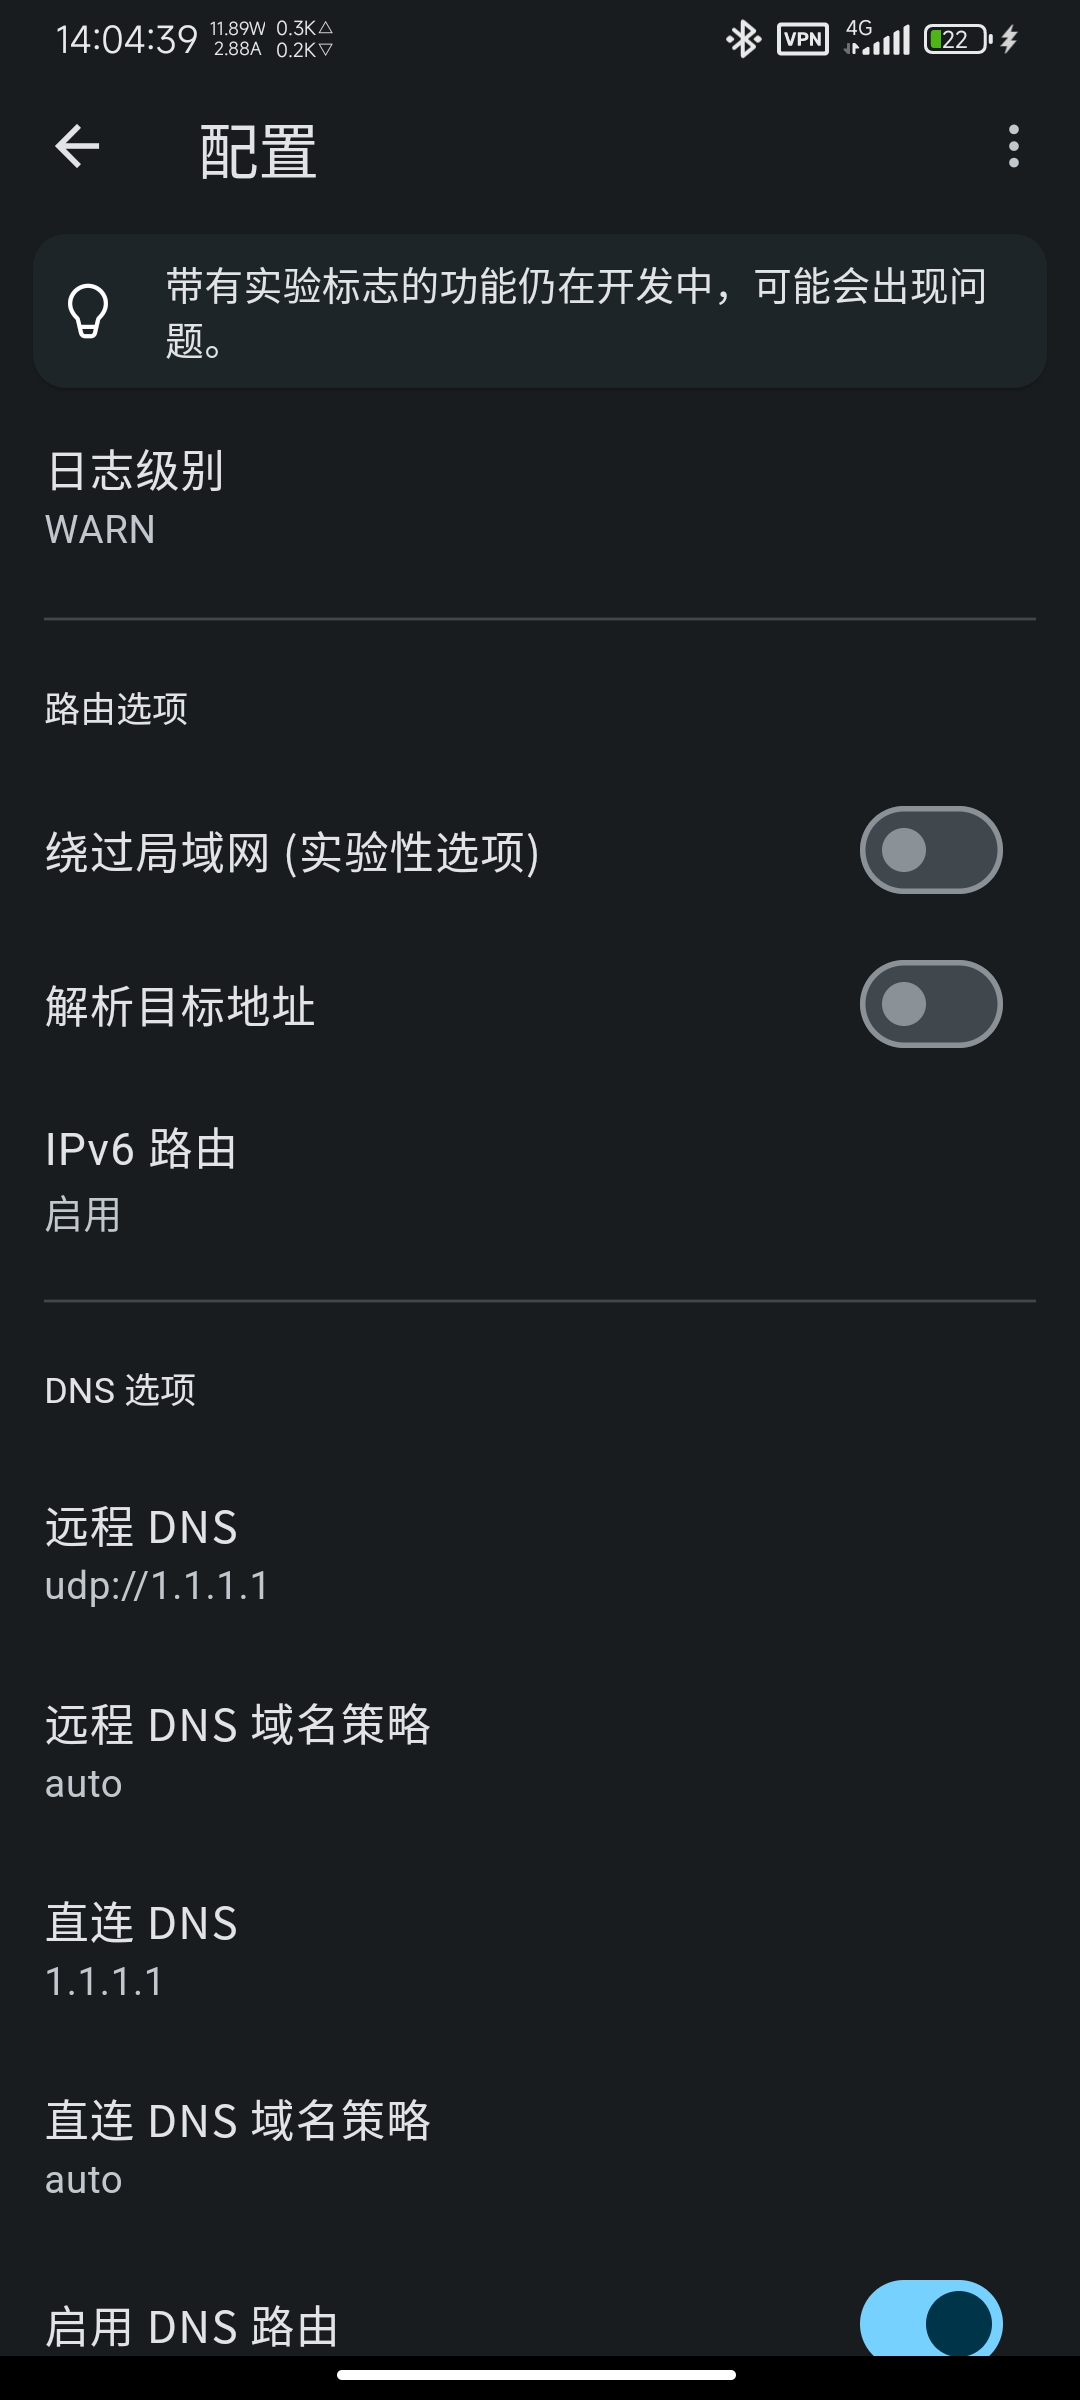 14:04:39 11.89W 0.3K△
2.88A 0.2K▽
VPN 4G 22
配置
带有实验标志的功能仍在开发中，可能会出现问
题。
日志级别
WARN
路由选项
绕过局域网 (实验性选项)
解析目标地址
IPv6 路由
启用
DNS 选项
远程 DNS
udp://1.1.1.1
远程 DNS 域名策略
auto
直连 DNS
1.1.1.1
直连 DNS 域名策略
auto
启用 DNS 路由